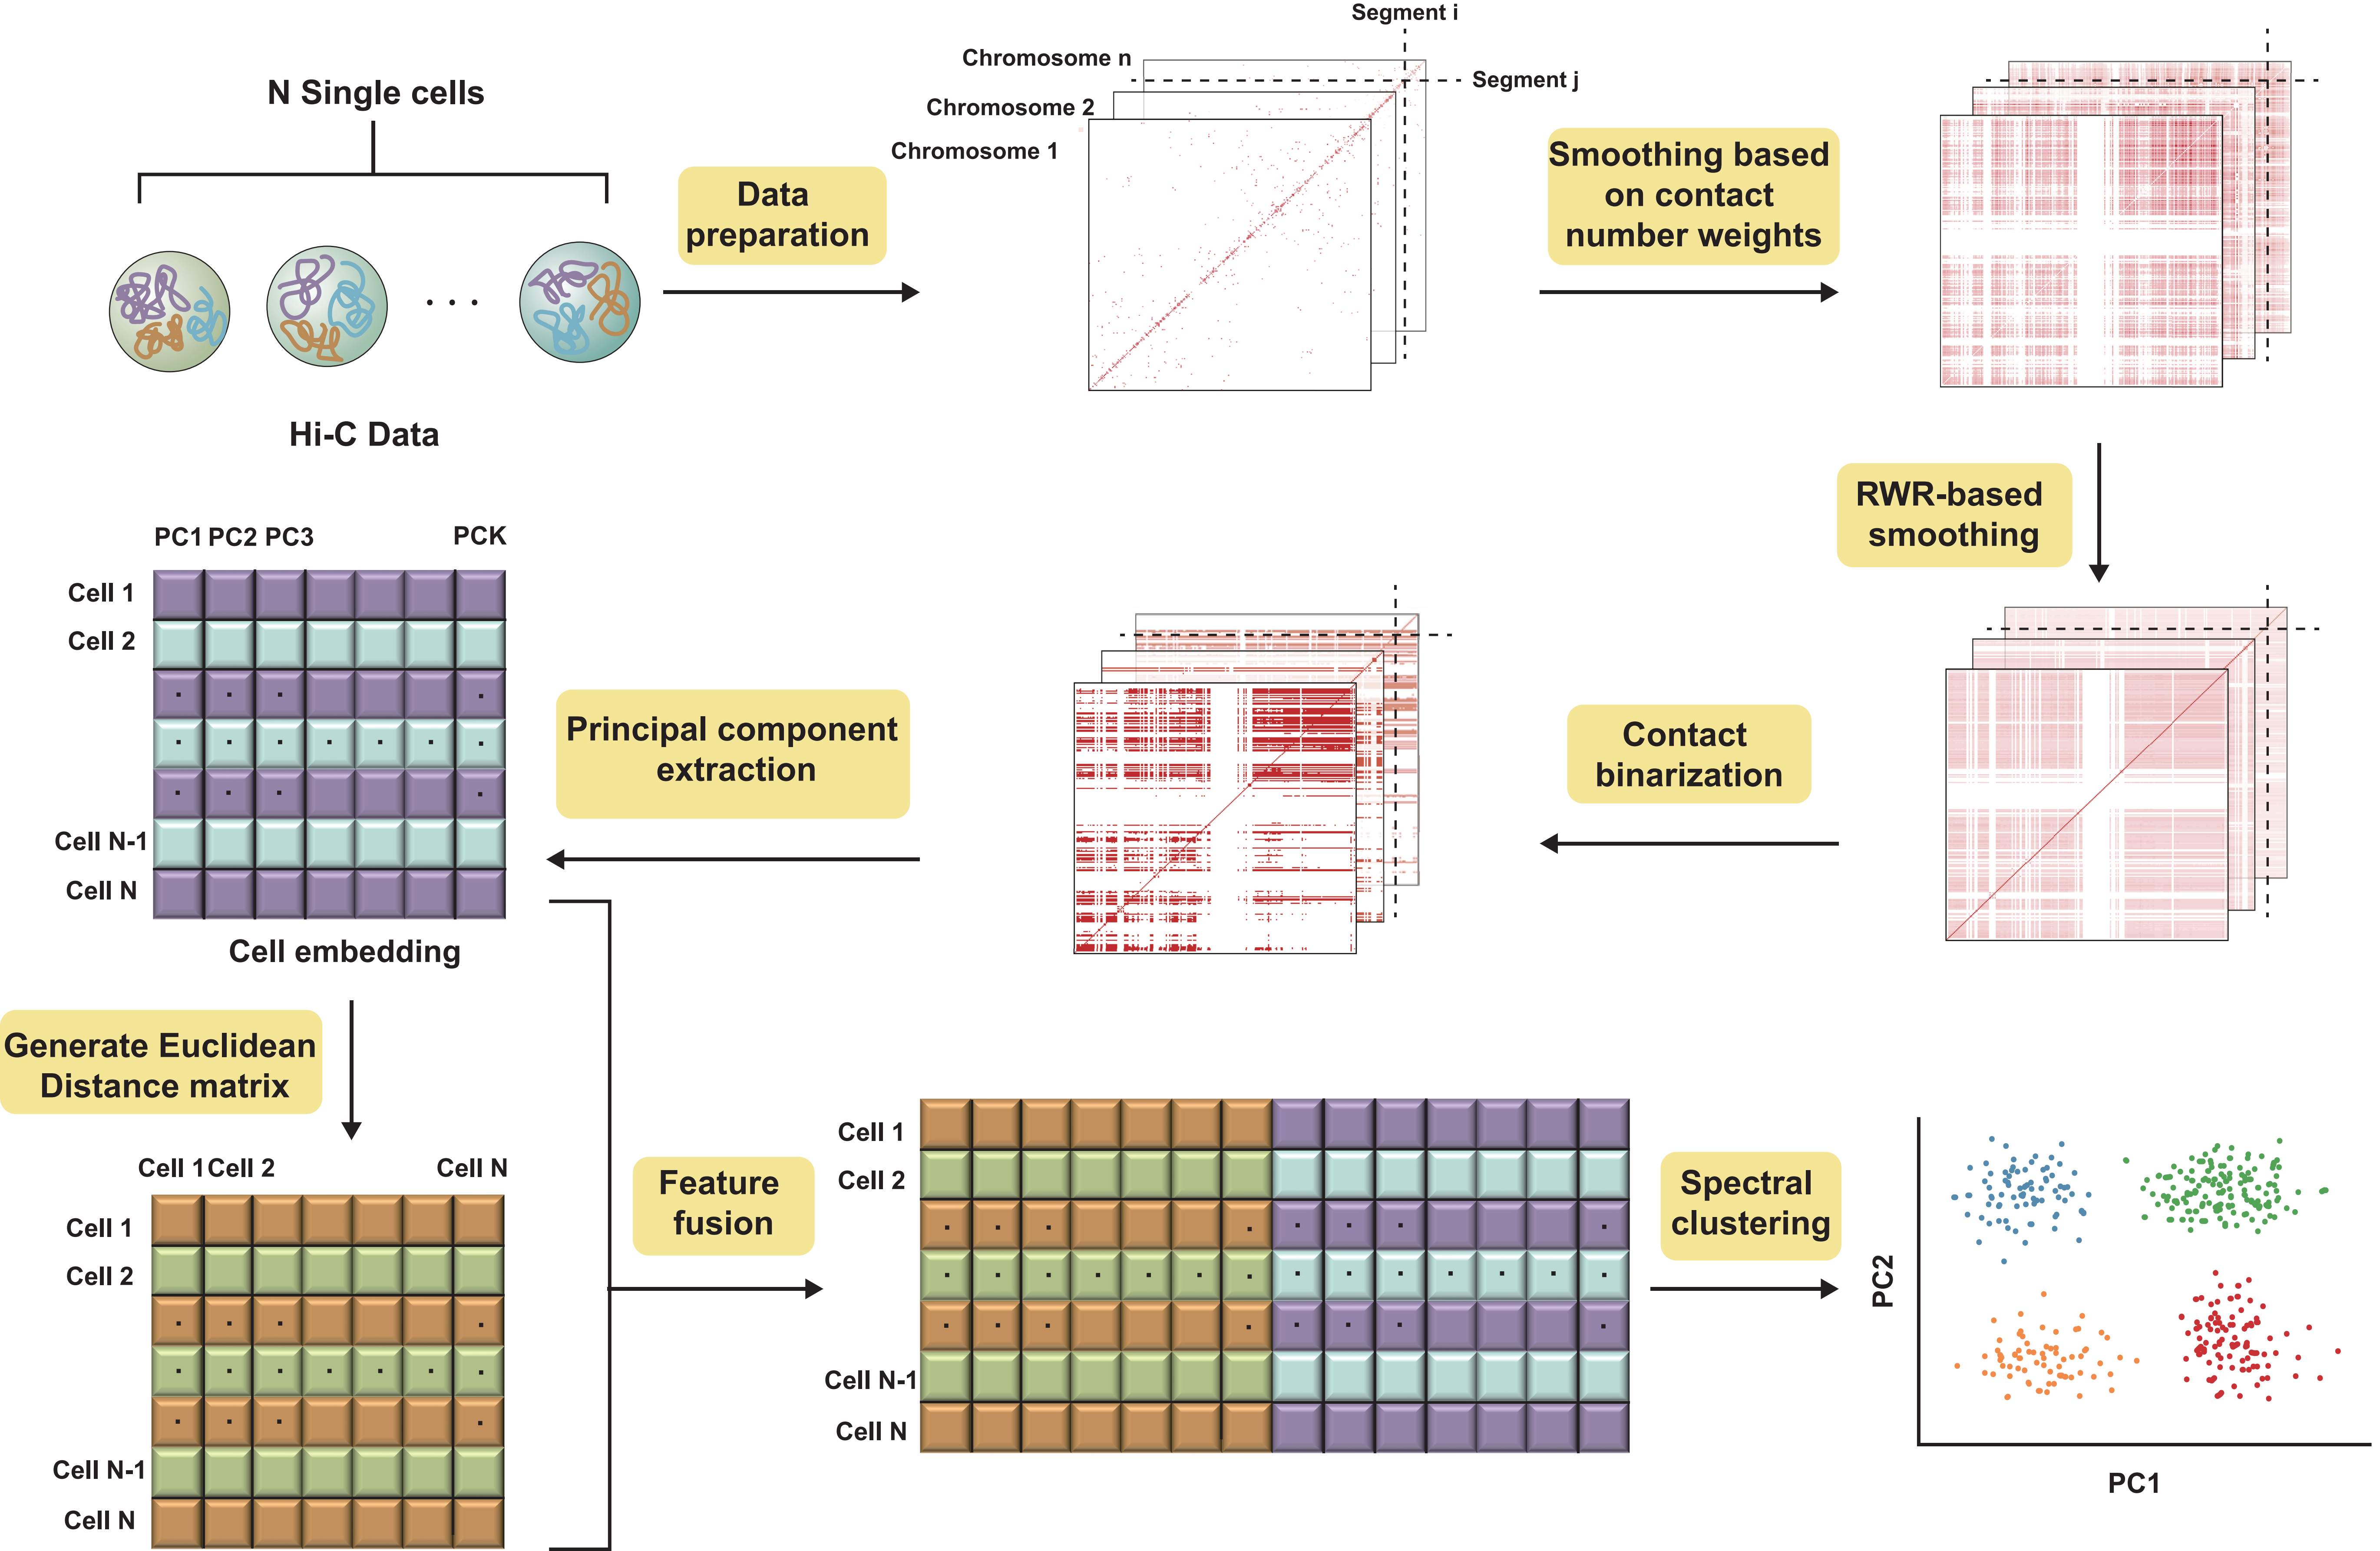 Segment i
Chromosome n
Segment j
N Single cells
Chromosome 2
Chromosome 1
Data
preparation
Smoothing based
on contact
number weights
. . .
Hi-C Data
RWR-based
smoothing
PC1 PC2 PC3 PCK
Cell 1
Cell 2
Cell N-1
Cell N
Cell embedding
Principal component
extraction
Contact
binarization
Generate Euclidean
Distance matrix
Cell 1 Cell 2 Cell N
Cell 1
Cell 2
Cell N-1
Cell N
Feature
fusion
Cell 1
Cell 2
Cell N-1
Cell N
Spectral
clustering
PC2
PC1